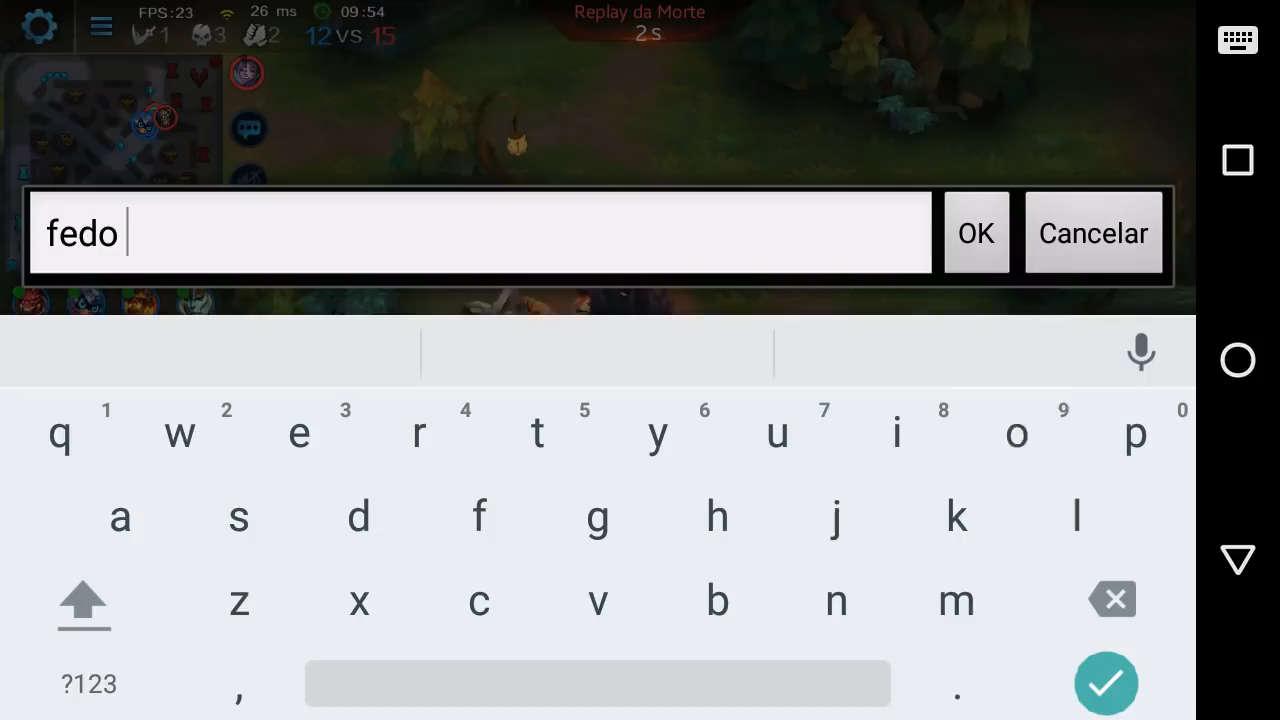 FPS:23 26 ms 09:54
1 3 2 12 VS 15
Replay da Morte
2 s
fedo
OK
Cancelar
1 2 3 4 5 6 7 8 9 0
q w e r t y u i o p
a s d f g h j k l
z x c v b n m
?123 , .